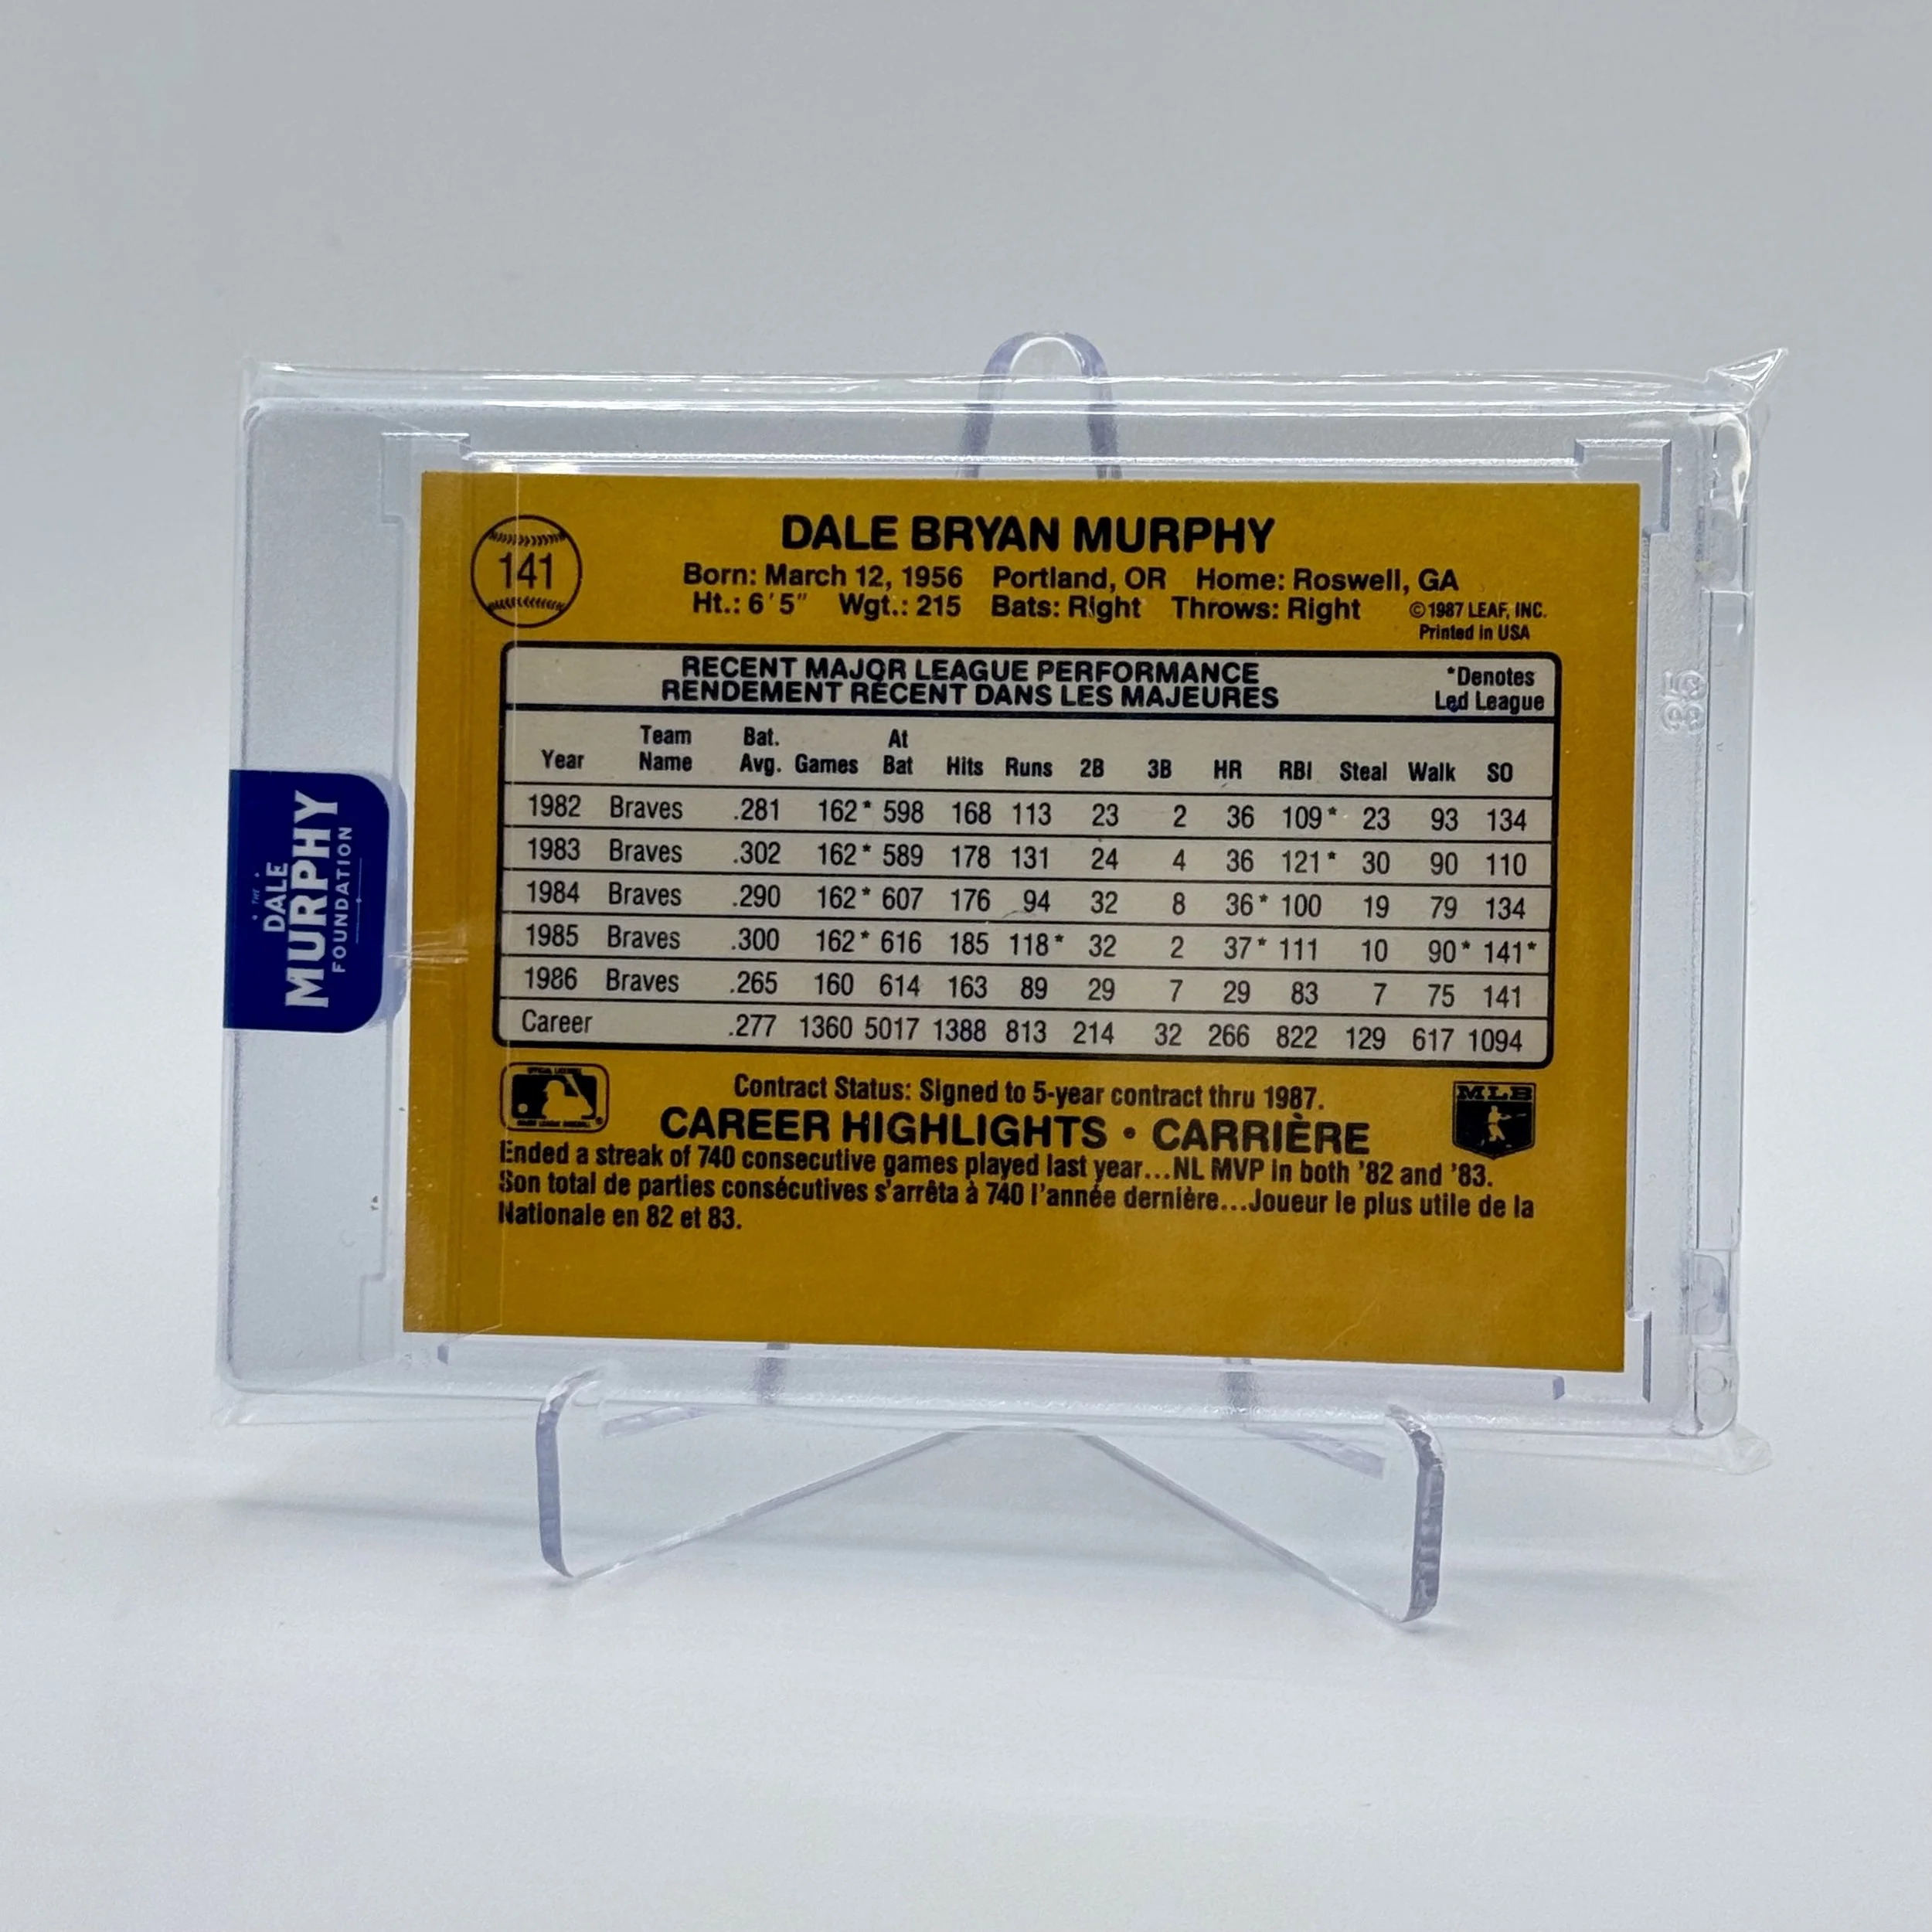 141
DALE BRYAN MURPHY
Born: March 12, 1956 Portland, OR Home: Roswell, GA
Ht.: 6'5" Wgt.: 215 Bats: Right Throws: Right ©1987 LEAF, INC.
Printed in USA
RECENT MAJOR LEAGUE PERFORMANCE
RENDEMENT RÉCENT DANS LES MAJEURES
*Denotes
Led League
Year Team Name Bat. Avg. Games At Bat Hits Runs 2B 3B HR RBI Steal Walk SO
1982 Braves .281 162* 598 168 113 23 2 36 109* 23 93 134
1983 Braves .302 162* 589 178 131 24 4 36 121* 30 90 110
1984 Braves .290 162* 607 176 94 32 8 36* 100 19 79 134
1985 Braves .300 162* 616 185 118* 32 2 37* 111 10 90* 141*
1986 Braves .265 160 614 163 89 29 7 29 83 7 75 141
Career .277 1360 5017 1388 813 214 32 266 822 129 617 1094
Contract Status: Signed to 5-year contract thru 1987.
MLB
CAREER HIGHLIGHTS • CARRIÈRE
Ended a streak of 740 consecutive games played last year...NL MVP in both '82 and '83.
Son total de parties consécutives s'arrêta à 740 l'année dernière...Joueur le plus utile de la
Nationale en 82 et 83.
THE
DALE
MURPHY
FOUNDATION
35